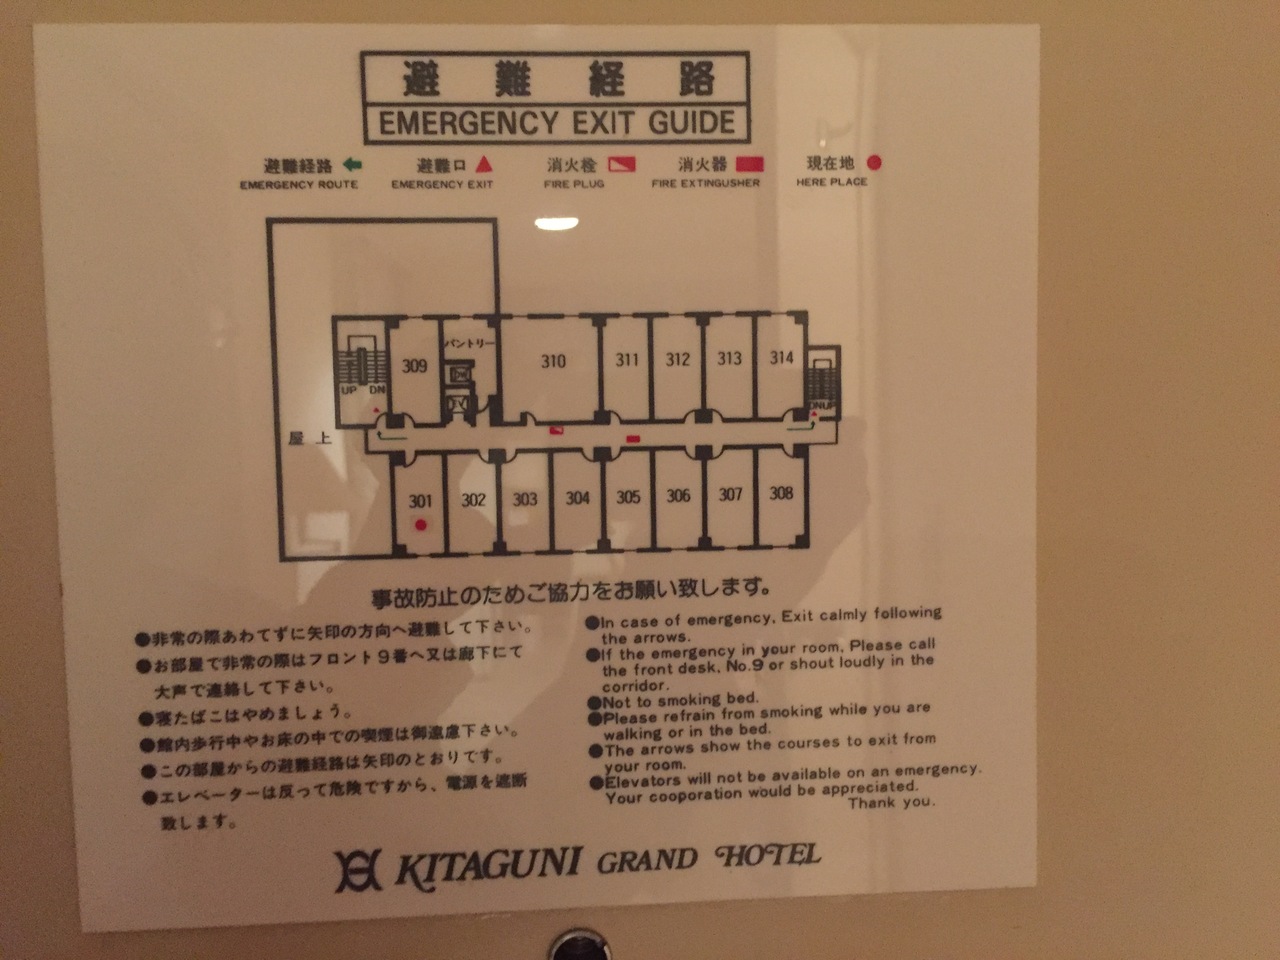 避難経路
EMERGENCY EXIT GUIDE
避難経路 避難口 消火栓 消火器 現在地
EMERGENCY ROUTE EMERGENCY EXIT FIRE PLUG FIRE EXTINGUSHER HERE PLACE
309 パントリー 310 311 312 313 314
UP DN
DW
EV
DN UP
屋上
301 302 303 304 305 306 307 308
事故防止のためご協力をお願い致します。
●非常の際あわてずに矢印の方向へ避難して下さい。
●お部屋で非常の際はフロント9番へ又は廊下にて
大声で連絡して下さい。
●寝たばこはやめましょう。
●館内歩行中やお床の中での喫煙は御遠慮下さい。
●この部屋からの避難経路は矢印のとおりです。
●エレベーターは反って危険ですから、電源を遮断
致します。
●In case of emergency, Exit calmly following
the arrows.
●If the emergency in your room, Please call
the front desk, No.9 or shout loudly in the
corridor.
●Not to smoking bed.
●Please refrain from smoking while you are
walking or in the bed.
●The arrows show the courses to exit from
your room.
●Elevators will not be available on an emergency.
Your cooporation would be appreciated.
Thank you.
KITAGUNI GRAND HOTEL